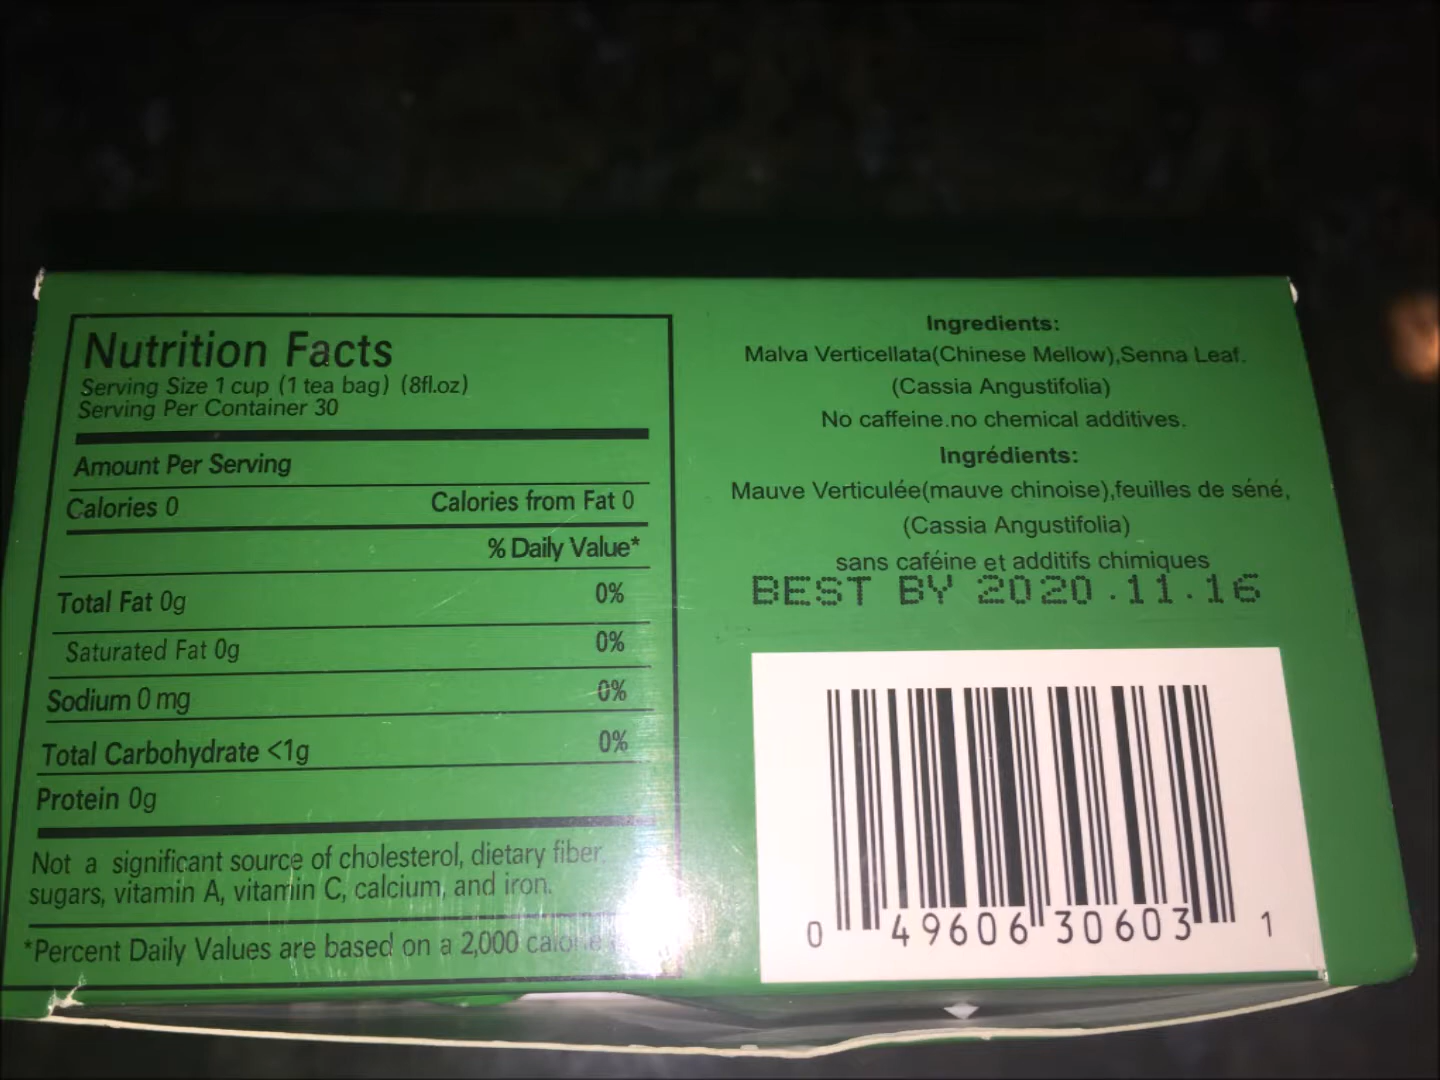 Nutrition Facts
Serving Size 1 cup (1 tea bag) (8fl.oz)
Serving Per Container 30
Amount Per Serving
Calories 0 Calories from Fat 0
% Daily Value*
Total Fat 0g 0%
Saturated Fat 0g 0%
Sodium 0 mg 0%
Total Carbohydrate <1g 0%
Protein 0g
Not a significant source of cholesterol, dietary fiber,
sugars, vitamin A, vitamin C, calcium, and iron.
*Percent Daily Values are based on a 2,000 calorie
Ingredients:
Malva Verticellata(Chinese Mellow),Senna Leaf.
(Cassia Angustifolia)
No caffeine.no chemical additives.
Ingrédients:
Mauve Verticulée(mauve chinoise),feuilles de séné,
(Cassia Angustifolia)
sans caféine et additifs chimiques
BEST BY 2020.11.16
0 49606 30603 1